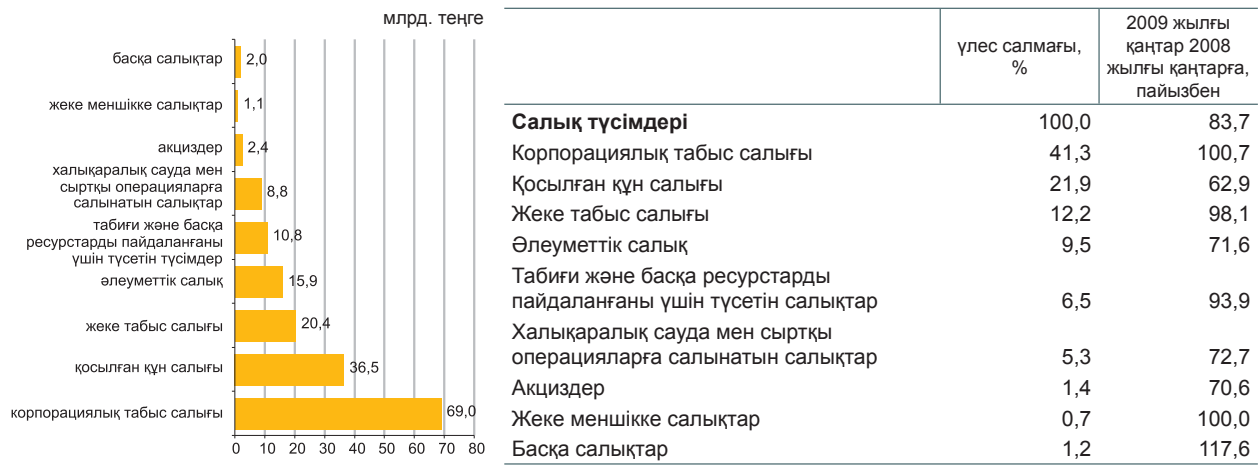 млрд. теңге
басқа салықтар
2,0
жеке меншікке салықтар
1,1
акциздер
2,4
халықаралық сауда мен
сыртқы операцияларға
салынатын салықтар
8,8
табиғи және басқа
ресурстарды пайдаланғаны
үшін түсетін түсімдер
10,8
әлеуметтік салық
15,9
жеке табыс салығы
20,4
қосылған құн салығы
36,5
корпорациялық табыс салығы
69,0
0 10 20 30 40 50 60 70 80
үлес салмағы,
%
2009 жылғы
қаңтар 2008
жылғы қаңтарға,
пайызбен
Салық түсімдері 100,0 83,7
Корпорациялық табыс салығы 41,3 100,7
Қосылған құн салығы 21,9 62,9
Жеке табыс салығы 12,2 98,1
Әлеуметтік салық 9,5 71,6
Табиғи және басқа ресурстарды
пайдаланғаны үшін түсетін салықтар 6,5 93,9
Халықаралық сауда мен сыртқы
операцияларға салынатын салықтар 5,3 72,7
Акциздер 1,4 70,6
Жеке меншікке салықтар 0,7 100,0
Басқа салықтар 1,2 117,6